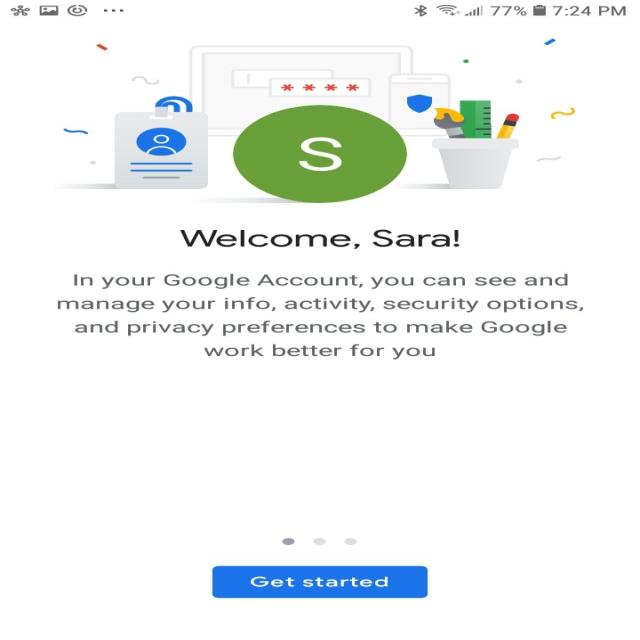 77% 7:24 PM
* * * *
S
Welcome, Sara!
In your Google Account, you can see and
manage your info, activity, security options,
and privacy preferences to make Google
work better for you
Get started